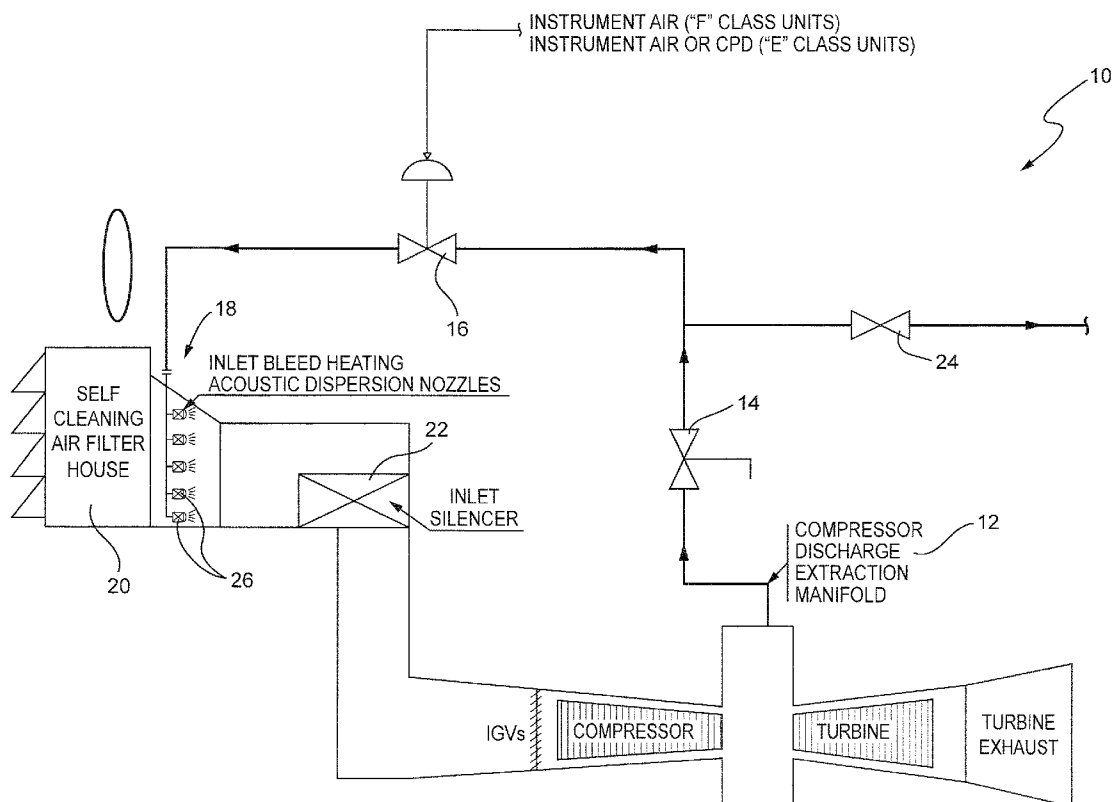 INSTRUMENT AIR ("F" CLASS UNITS)
INSTRUMENT AIR OR CPD ("E" CLASS UNITS)
10
16
18
24
INLET BLEED HEATING
ACOUSTIC DISPERSION NOZZLES
SELF
CLEANING
AIR FILTER
HOUSE
14
22
INLET
SILENCER
20
26
COMPRESSOR
DISCHARGE
EXTRACTION
MANIFOLD
12
IGVs
COMPRESSOR
TURBINE
TURBINE
EXHAUST